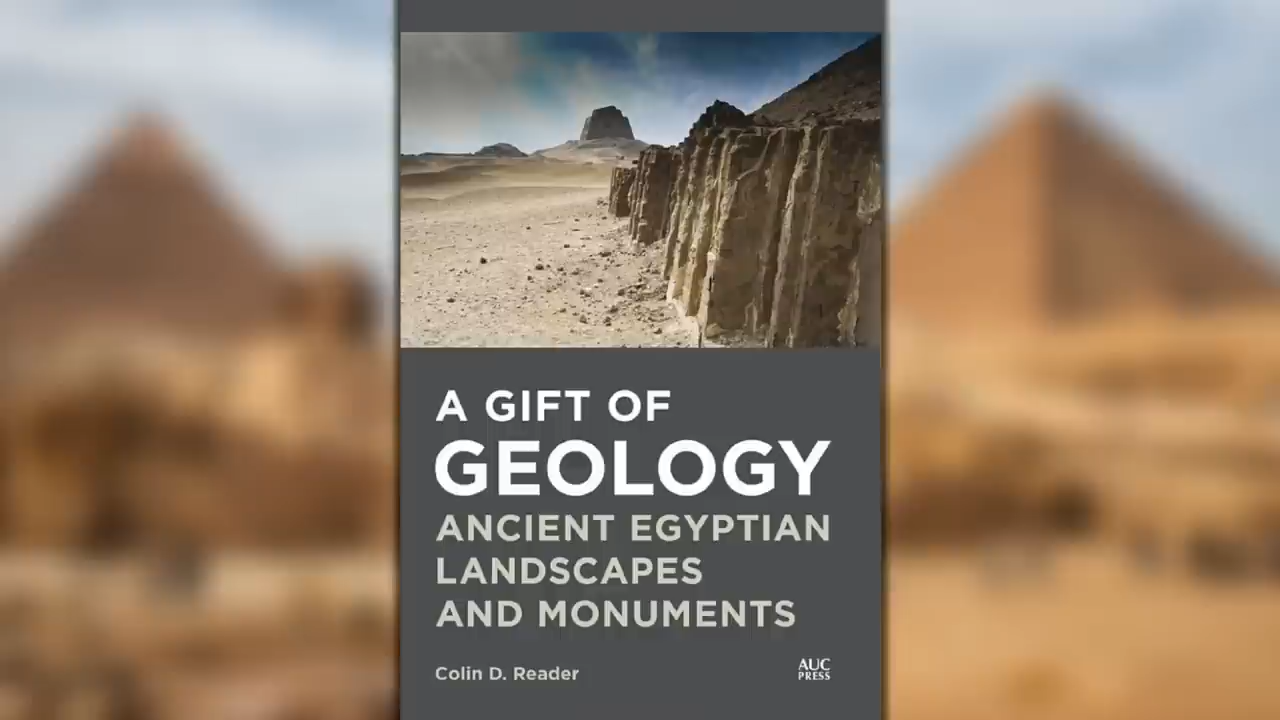 A GIFT OF
GEOLOGY
ANCIENT EGYPTIAN
LANDSCAPES
AND MONUMENTS
Colin D. Reader
AUC
PRESS